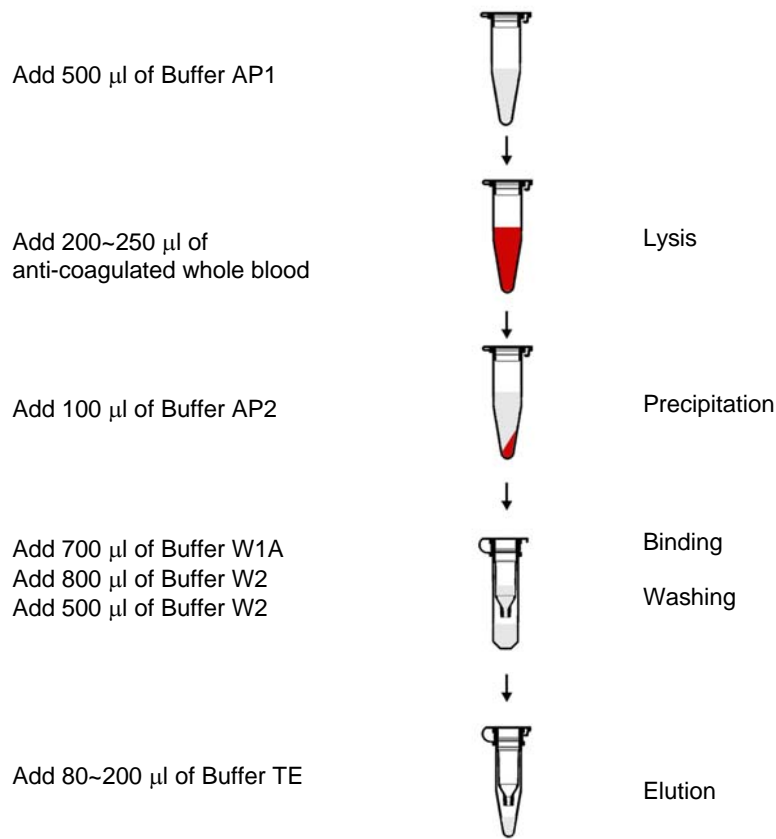 Add 500 μl of Buffer AP1
Add 200~250 μl of
anti-coagulated whole blood
Lysis
Add 100 μl of Buffer AP2
Precipitation
Add 700 μl of Buffer W1A
Add 800 μl of Buffer W2
Add 500 μl of Buffer W2
Binding
Washing
Add 80~200 μl of Buffer TE
Elution